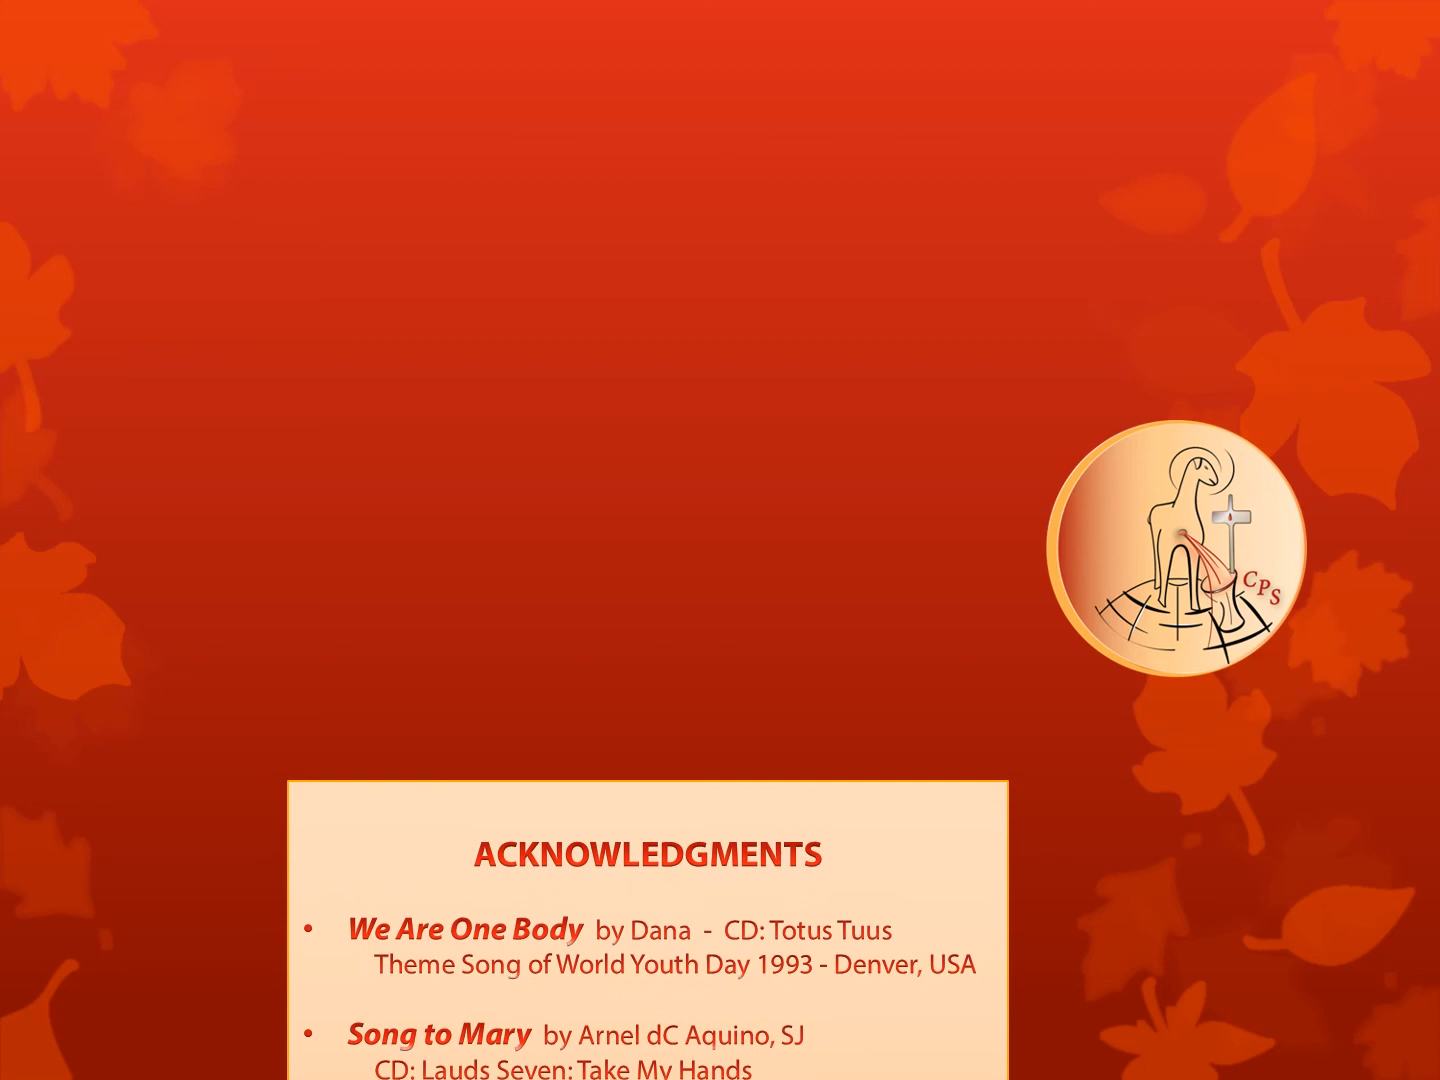 CPS
ACKNOWLEDGMENTS
• We Are One Body by Dana - CD: Totus Tuus
Theme Song of World Youth Day 1993 - Denver, USA
• Song to Mary by Arnel dC Aquino, SJ
CD: Lauds Seven: Take My Hands